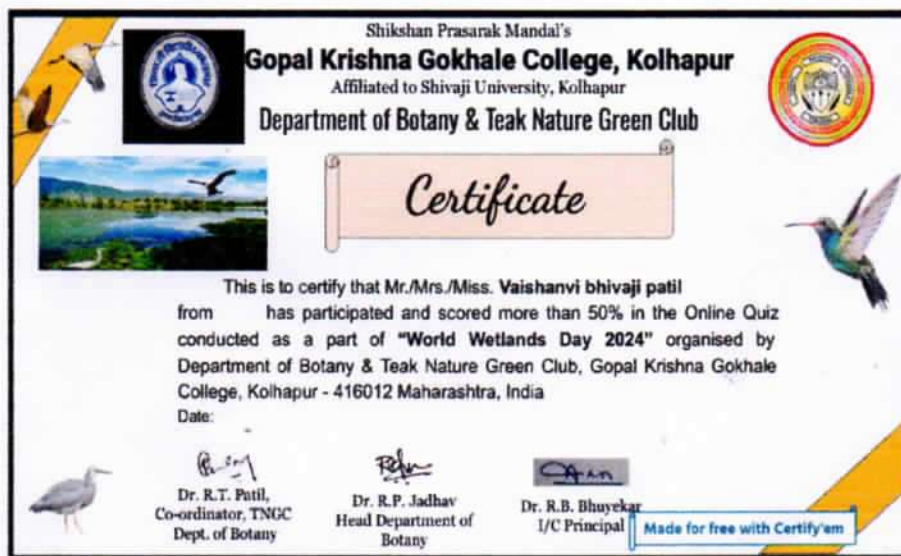 Shikshan Prasarak Mandal's
Gopal Krishna Gokhale College, Kolhapur
Affiliated to Shivaji University, Kolhapur
Department of Botany & Teak Nature Green Club
Certificate
This is to certify that Mr./Mrs./Miss. Vaishanvi bhivaji patil
from has participated and scored more than 50% in the Online Quiz
conducted as a part of "World Wetlands Day 2024" organised by
Department of Botany & Teak Nature Green Club, Gopal Krishna Gokhale
College, Kolhapur - 416012 Maharashtra, India
Date:
Dr. R.T. Patil,
Co-ordinator, TNGC
Dept. of Botany
Dr. R.P. Jadhav
Head Department of
Botany
Dr. R.B. Bhuyekar
I/C Principal
Made for free with Certify'em